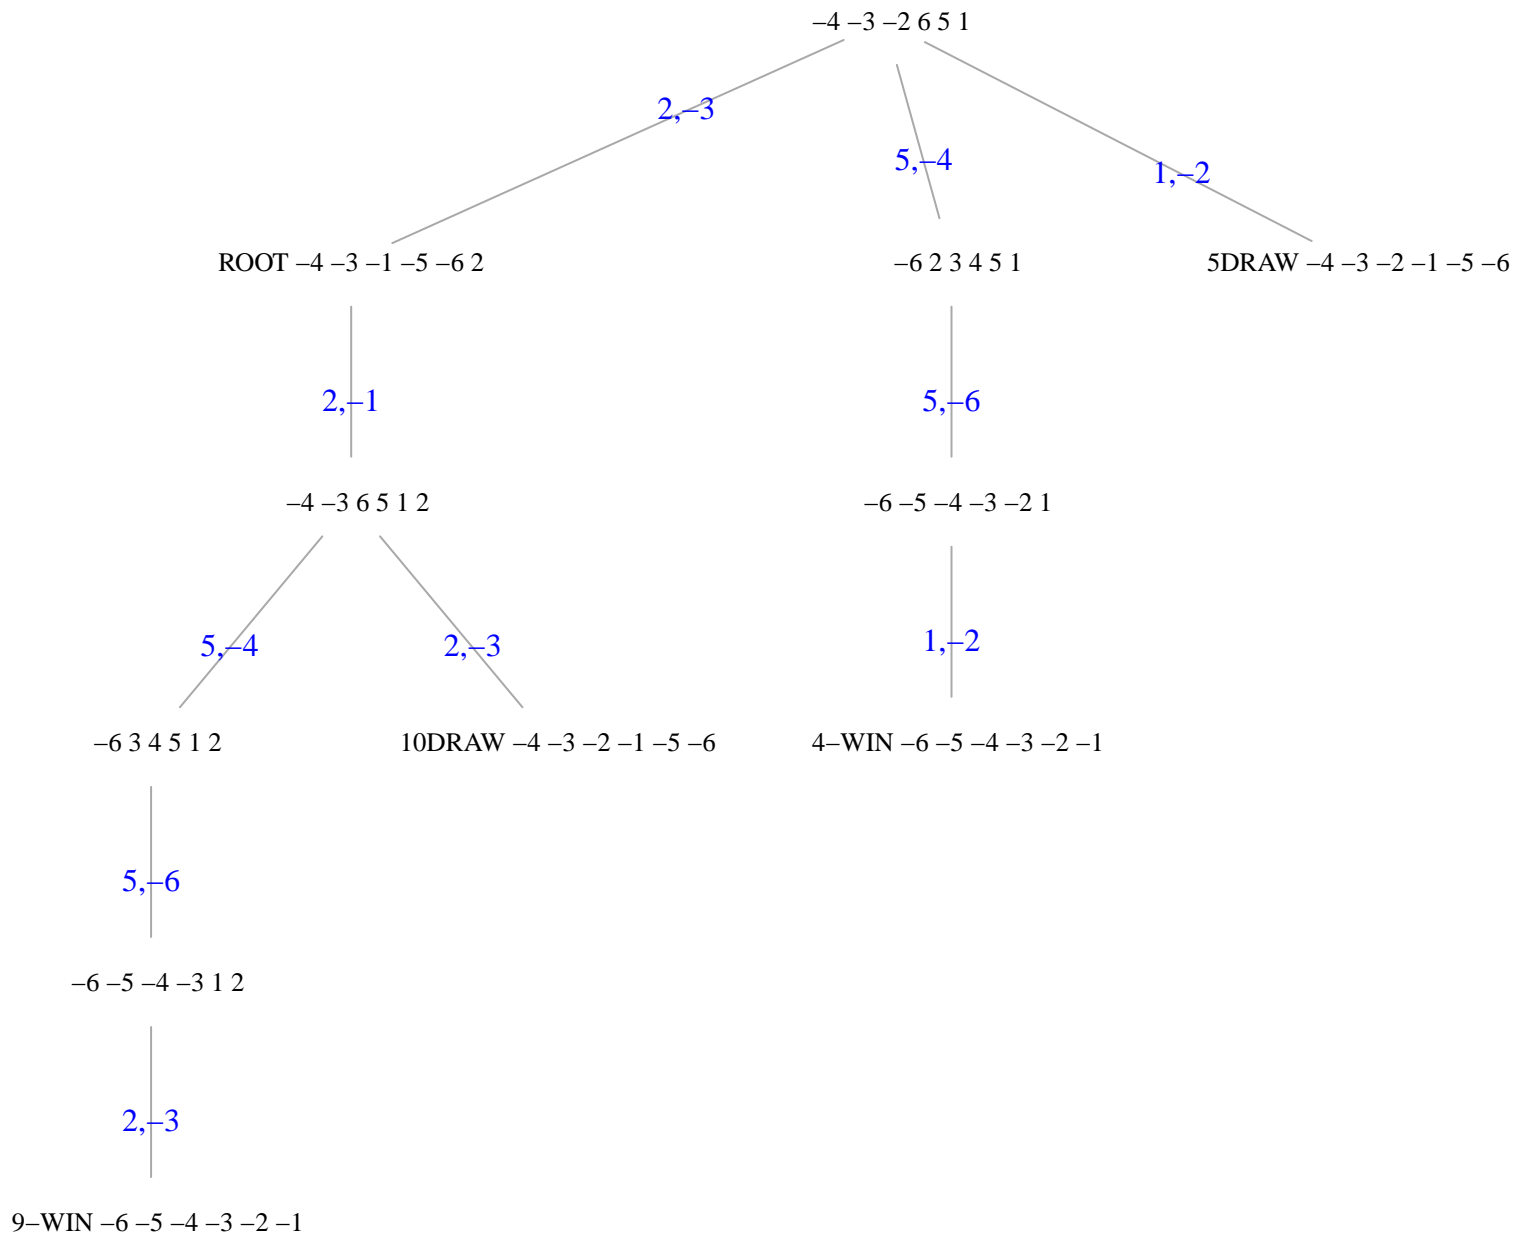 –4 –3 –2 6 5 1
2,–3
5,–4
1,–2
ROOT –4 –3 –1 –5 –6 2
–6 2 3 4 5 1
5DRAW –4 –3 –2 –1 –5 –6
2,–1
5,–6
–4 –3 6 5 1 2
–6 –5 –4 –3 –2 1
5,–4
2,–3
1,–2
–6 3 4 5 1 2
10DRAW –4 –3 –2 –1 –5 –6
4–WIN –6 –5 –4 –3 –2 –1
5,–6
–6 –5 –4 –3 1 2
2,–3
9–WIN –6 –5 –4 –3 –2 –1